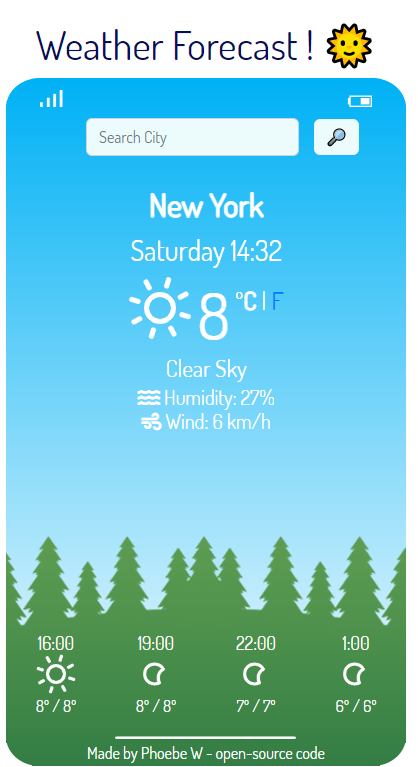 Weather Forecast !
Search City
New York
Saturday 14:32
8 °C | F
Clear Sky
Humidity: 27%
Wind: 6 km/h
16:00 19:00 22:00 1:00
8° / 8° 8° / 8° 7° / 7° 6° / 6°
Made by Phoebe W - open-source code